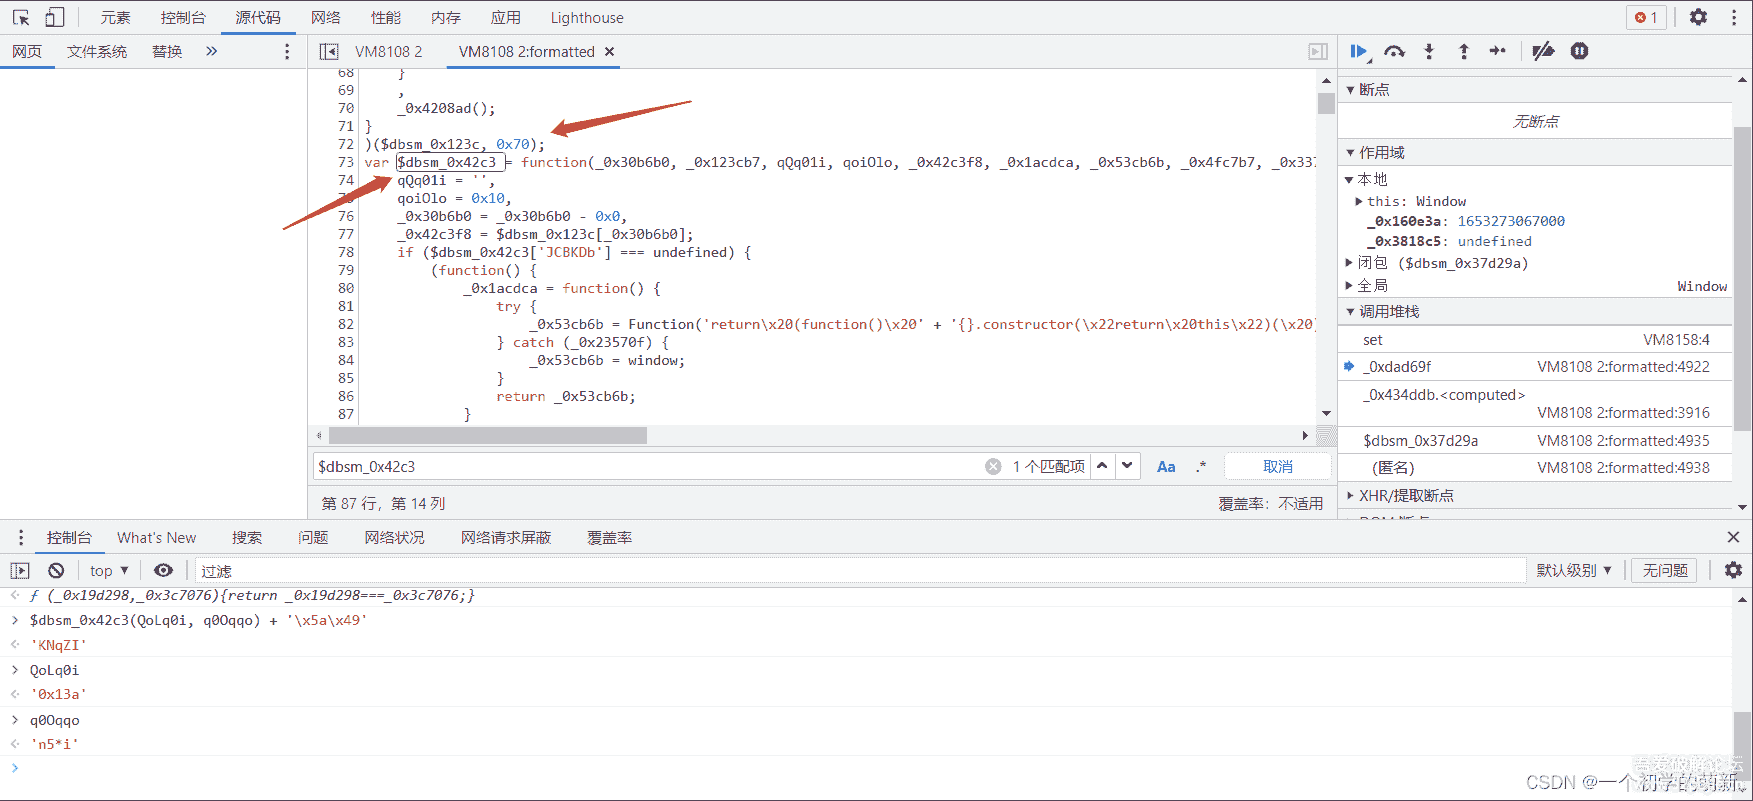 元素 控制台 源代码 网络 性能 内存 应用 Lighthouse 1
网页 文件系统 替换 » VM8108 2 VM8108 2:formatted ×
68 }
69 ,
70 _0x4208ad();
71 }
72 )($dbsm_0x123c, 0x70);
73 var $dbsm_0x42c3 = function(_0x30b6b0, _0x123cb7, qQq01i, qoiOlo, _0x42c3f8, _0x1acdca, _0x53cb6b, _0x4fc7b7, _0x337
74 qQq01i = '',
qoiOlo = 0x10,
76 _0x30b6b0 = _0x30b6b0 - 0x0,
77 _0x42c3f8 = $dbsm_0x123c[_0x30b6b0];
78 if ($dbsm_0x42c3['JCBKDb'] === undefined) {
79 (function() {
80 _0x1acdca = function() {
81 try {
82 _0x53cb6b = Function('return\x20(function()\x20' + '{}.constructor(\x22return\x20this\x22)(\x20)
83 } catch (_0x23570f) {
84 _0x53cb6b = window;
85 }
86 return _0x53cb6b;
87 }
$dbsm_0x42c3 1 个匹配项 Aa .* 取消
第 87 行，第 14 列 覆盖率：不适用
断点
无断点
作用域
本地
this: Window
_0x160e3a: 1653273067000
_0x3818c5: undefined
闭包 ($dbsm_0x37d29a)
全局 Window
调用堆栈
set VM8158:4
_0xdad69f VM8108 2:formatted:4922
_0x434ddb.<computed>
VM8108 2:formatted:3916
$dbsm_0x37d29a VM8108 2:formatted:4935
(匿名) VM8108 2:formatted:4938
XHR/提取断点
控制台 What's New 搜索 问题 网络状况 网络请求屏蔽 覆盖率
top ▼ 过滤 默认级别 ▼ 无问题
ƒ (_0x19d298,_0x3c7076){return _0x19d298===_0x3c7076;}
> $dbsm_0x42c3(QoLq0i, q0Oqqo) + '\x5a\x49'
'KNqZI'
> QoLq0i
'0x13a'
> q0Oqqo
'n5*i'
>
CSDN @一个初学的萌新